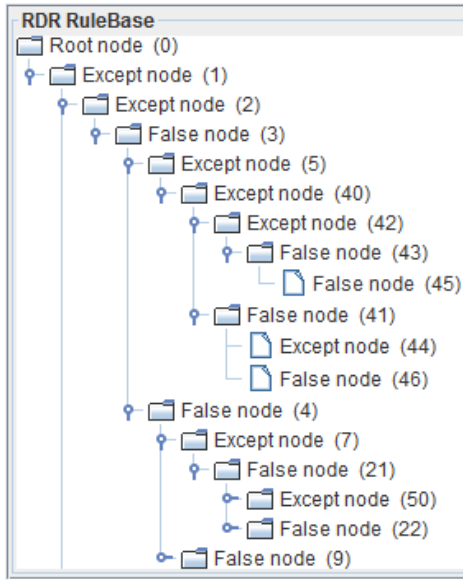 RDR RuleBase
Root node (0)
Except node (1)
Except node (2)
False node (3)
Except node (5)
Except node (40)
Except node (42)
False node (43)
False node (45)
False node (41)
Except node (44)
False node (46)
False node (4)
Except node (7)
False node (21)
Except node (50)
False node (22)
False node (9)